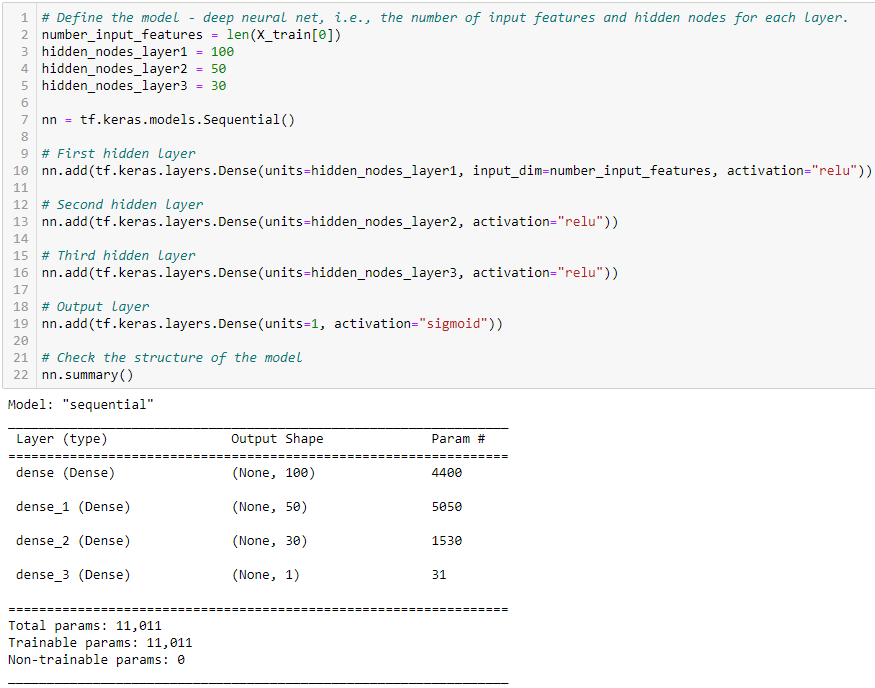 1 # Define the model - deep neural net, i.e., the number of input features and hidden nodes for each layer.
2 number_input_features = len(X_train[0])
3 hidden_nodes_layer1 = 100
4 hidden_nodes_layer2 = 50
5 hidden_nodes_layer3 = 30
6
7 nn = tf.keras.models.Sequential()
8
9 # First hidden layer
10 nn.add(tf.keras.layers.Dense(units=hidden_nodes_layer1, input_dim=number_input_features, activation="relu"))
11
12 # Second hidden layer
13 nn.add(tf.keras.layers.Dense(units=hidden_nodes_layer2, activation="relu"))
14
15 # Third hidden layer
16 nn.add(tf.keras.layers.Dense(units=hidden_nodes_layer3, activation="relu"))
17
18 # Output layer
19 nn.add(tf.keras.layers.Dense(units=1, activation="sigmoid"))
20
21 # Check the structure of the model
22 nn.summary()
Model: "sequential"
_________________________________________________________________
Layer (type) Output Shape Param #
=================================================================
dense (Dense) (None, 100) 4400
dense_1 (Dense) (None, 50) 5050
dense_2 (Dense) (None, 30) 1530
dense_3 (Dense) (None, 1) 31
=================================================================
Total params: 11,011
Trainable params: 11,011
Non-trainable params: 0
_________________________________________________________________